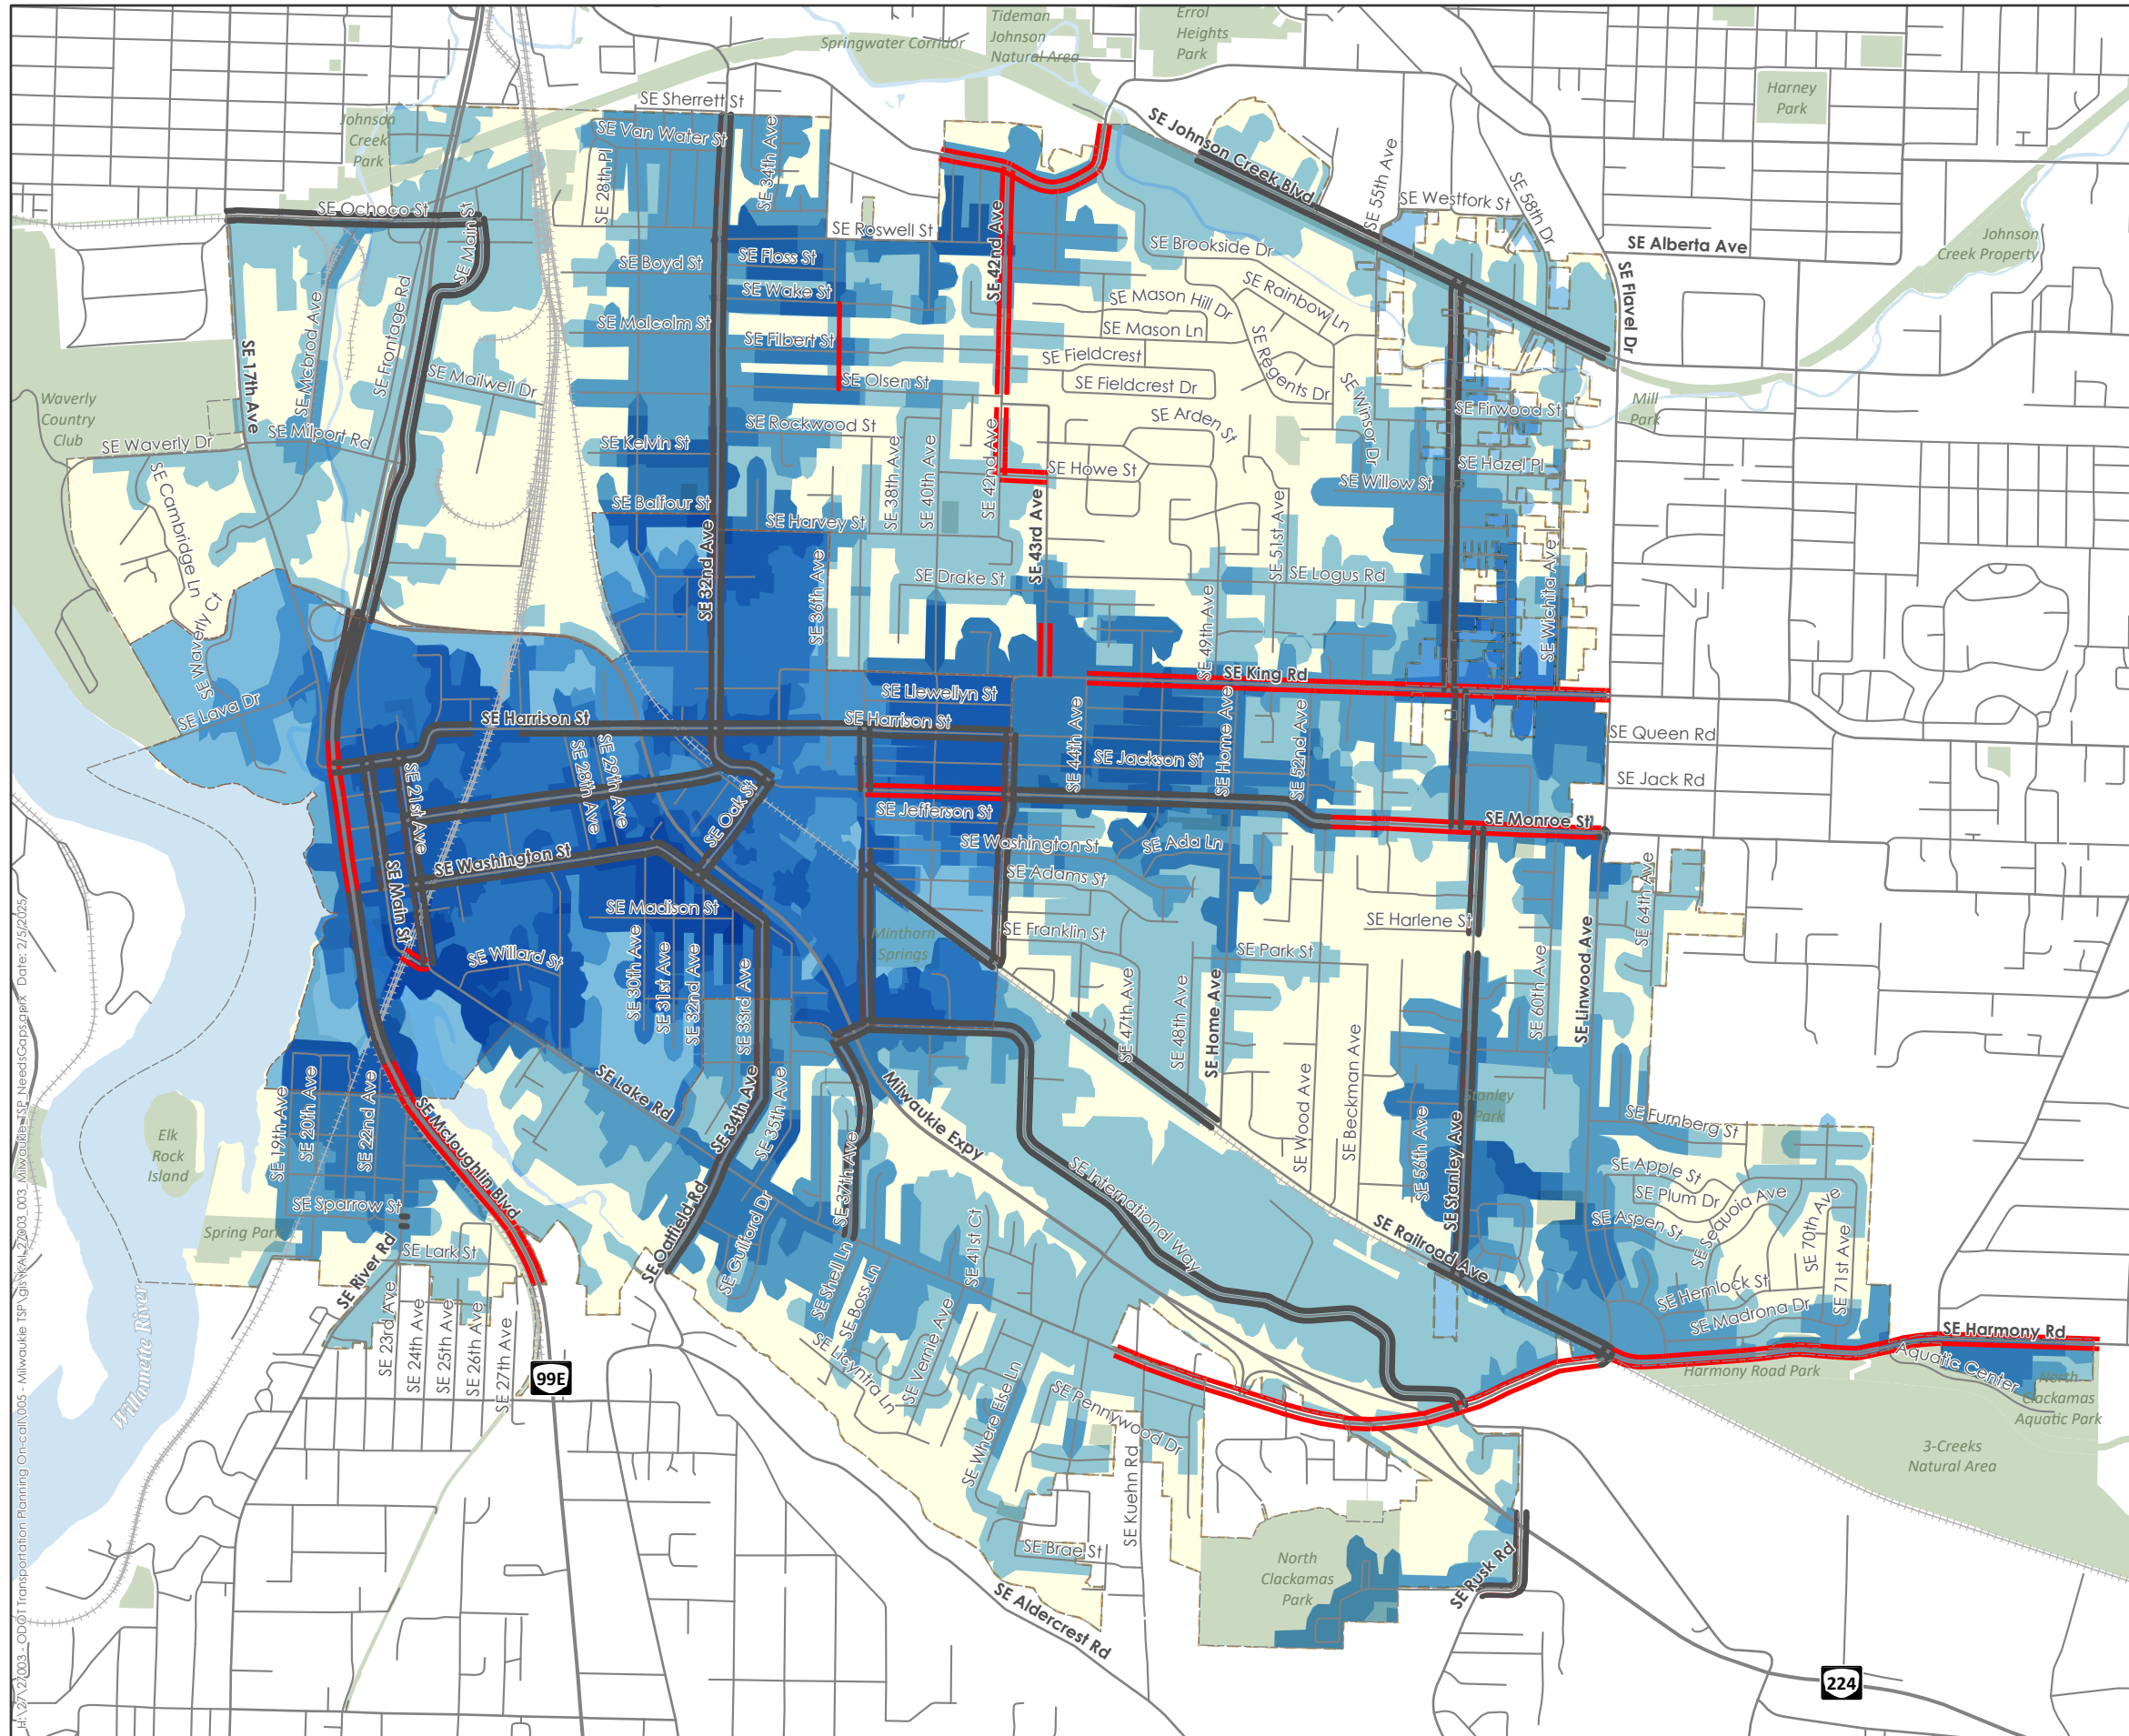 Tideman
Johnson
Natural Area
Errol
Heights
Park
Springwater Corridor
Harney
Park
SE Sherrett St
Johnson
Creek
Park
SE Van Water St
SE 34th Ave
SE 28th Pl
SE Johnson Creek Blvd
SE 55th Ave
SE Westfork St
SE 58th Dr
SE Ochoco St
SE Main St
SE Roswell St
SE 42nd Ave
SE Alberta Ave
Johnson
Creek Property
SE Boyd St
SE Floss St
SE Brookside Dr
SE Flavel Dr
SE Wake St
SE Mason Hill Dr
SE Rainbow Ln
SE Mcbrod Ave
SE Frontage Rd
SE Malcolm St
SE Filbert St
SE Mason Ln
SE Fieldcrest
SE Regents Dr
SE 17th Ave
SE Mailwell Dr
SE Olsen St
SE Fieldcrest Dr
Waverly
Country
Club
SE Winsor Dr
SE Firwood St
Mill
Park
SE Rockwood St
SE Arden St
SE Waverly Dr
SE Milport Rd
SE Kelvin St
SE 38th Ave
SE 40th Ave
SE 42nd Ave
SE Howe St
SE Hazel Pl
SE Cambridge Ln
SE Balfour St
SE Willow St
SE Harvey St
SE 43rd Ave
SE 51st Ave
SE 32nd Ave
SE 36th Ave
SE Drake St
SE Logus Rd
SE Wichita Ave
SE Waverly Ct
SE 49th Ave
SE King Rd
SE Lava Dr
SE Llewellyn St
SE Harrison St
SE Harrison St
SE 44th Ave
SE Home Ave
SE 52nd Ave
SE Queen Rd
SE Jackson St
SE Jack Rd
SE 21st Ave
SE 28th Ave
SE 29th Ave
SE Oak St
SE Jefferson St
SE Monroe St
SE Washington St
SE Washington St
SE Ada Ln
SE Main St
SE Adams St
SE Madison St
SE Harlene St
SE 64th Ave
SE Willard St
Minthorn
Springs
SE Franklin St
SE Park St
SE Linwood Ave
SE 60th Ave
SE 30th Ave
SE 31st Ave
SE 32nd Ave
SE 33rd Ave
SE 47th Ave
SE 48th Ave
SE Home Ave
SE Wood Ave
SE Beckman Ave
SE 56th Ave
Stanley
Park
SE Stanley Ave
SE Lake Rd
SE 34th Ave
SE 35th Ave
Milwaukie Expy
SE 19th Ave
SE 20th Ave
SE 22nd Ave
SE Mcloughlin Blvd
Elk
Rock
Island
SE Furnberg St
SE Apple St
SE Plum Dr
SE Sequoia Ave
SE Aspen St
SE 70th Ave
SE 71st Ave
SE International Way
SE Railroad Ave
SE 37th Ave
SE Guilford Dr
SE Oatfield Rd
SE 41st Ct
SE Sparrow St
Spring Park
SE Lark St
SE River Rd
SE Shell Ln
SE Boss Ln
SE Hemlock St
SE Madrona Dr
SE Harmony Rd
Harmony Road Park
Aquatic Center
North
Clackamas
Aquatic Park
3-Creeks
Natural Area
Willamette River
SE 23rd Ave
SE 24th Ave
SE 25th Ave
SE 26th Ave
SE 27th Ave
99E
SE Licyntra Ln
SE Vernie Ave
SE Where Else Ln
SE Pennywood Dr
SE Kuehn Rd
SE Brae St
North
Clackamas
Park
SE Rusk Rd
SE Aldercrest Rd
224
H:\27\27003 - ODOT Transportation Planning On-call\005 - Milwaukie TSP\gis\KAI_27003_003_Milwaukie_TSP_NeedsGaps.aprx Date: 2/5/2025